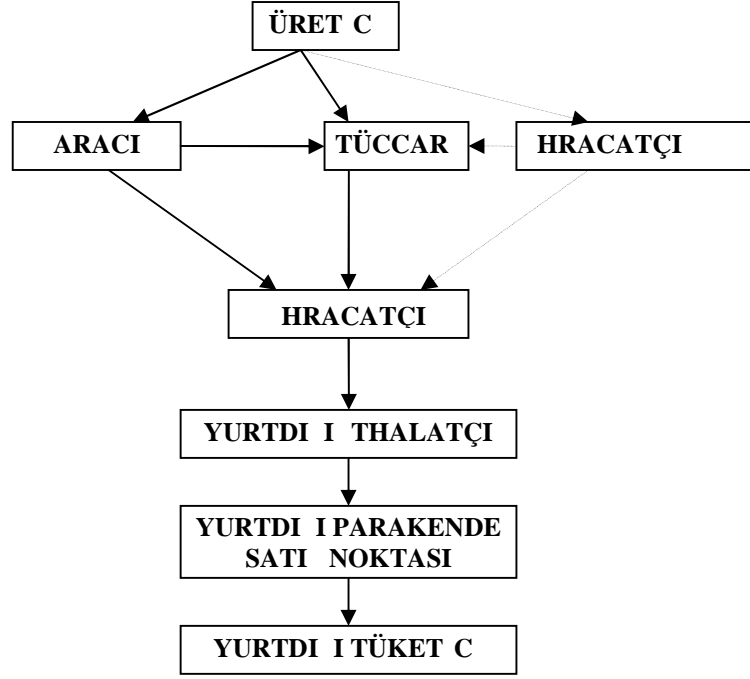 ÜRET C
ARACI
TÜCCAR
HRACATÇI
HRACATÇI
YURTDI I THALATÇI
YURTDI I PARAKENDE
SATI NOKTASI
YURTDI I TÜKET C